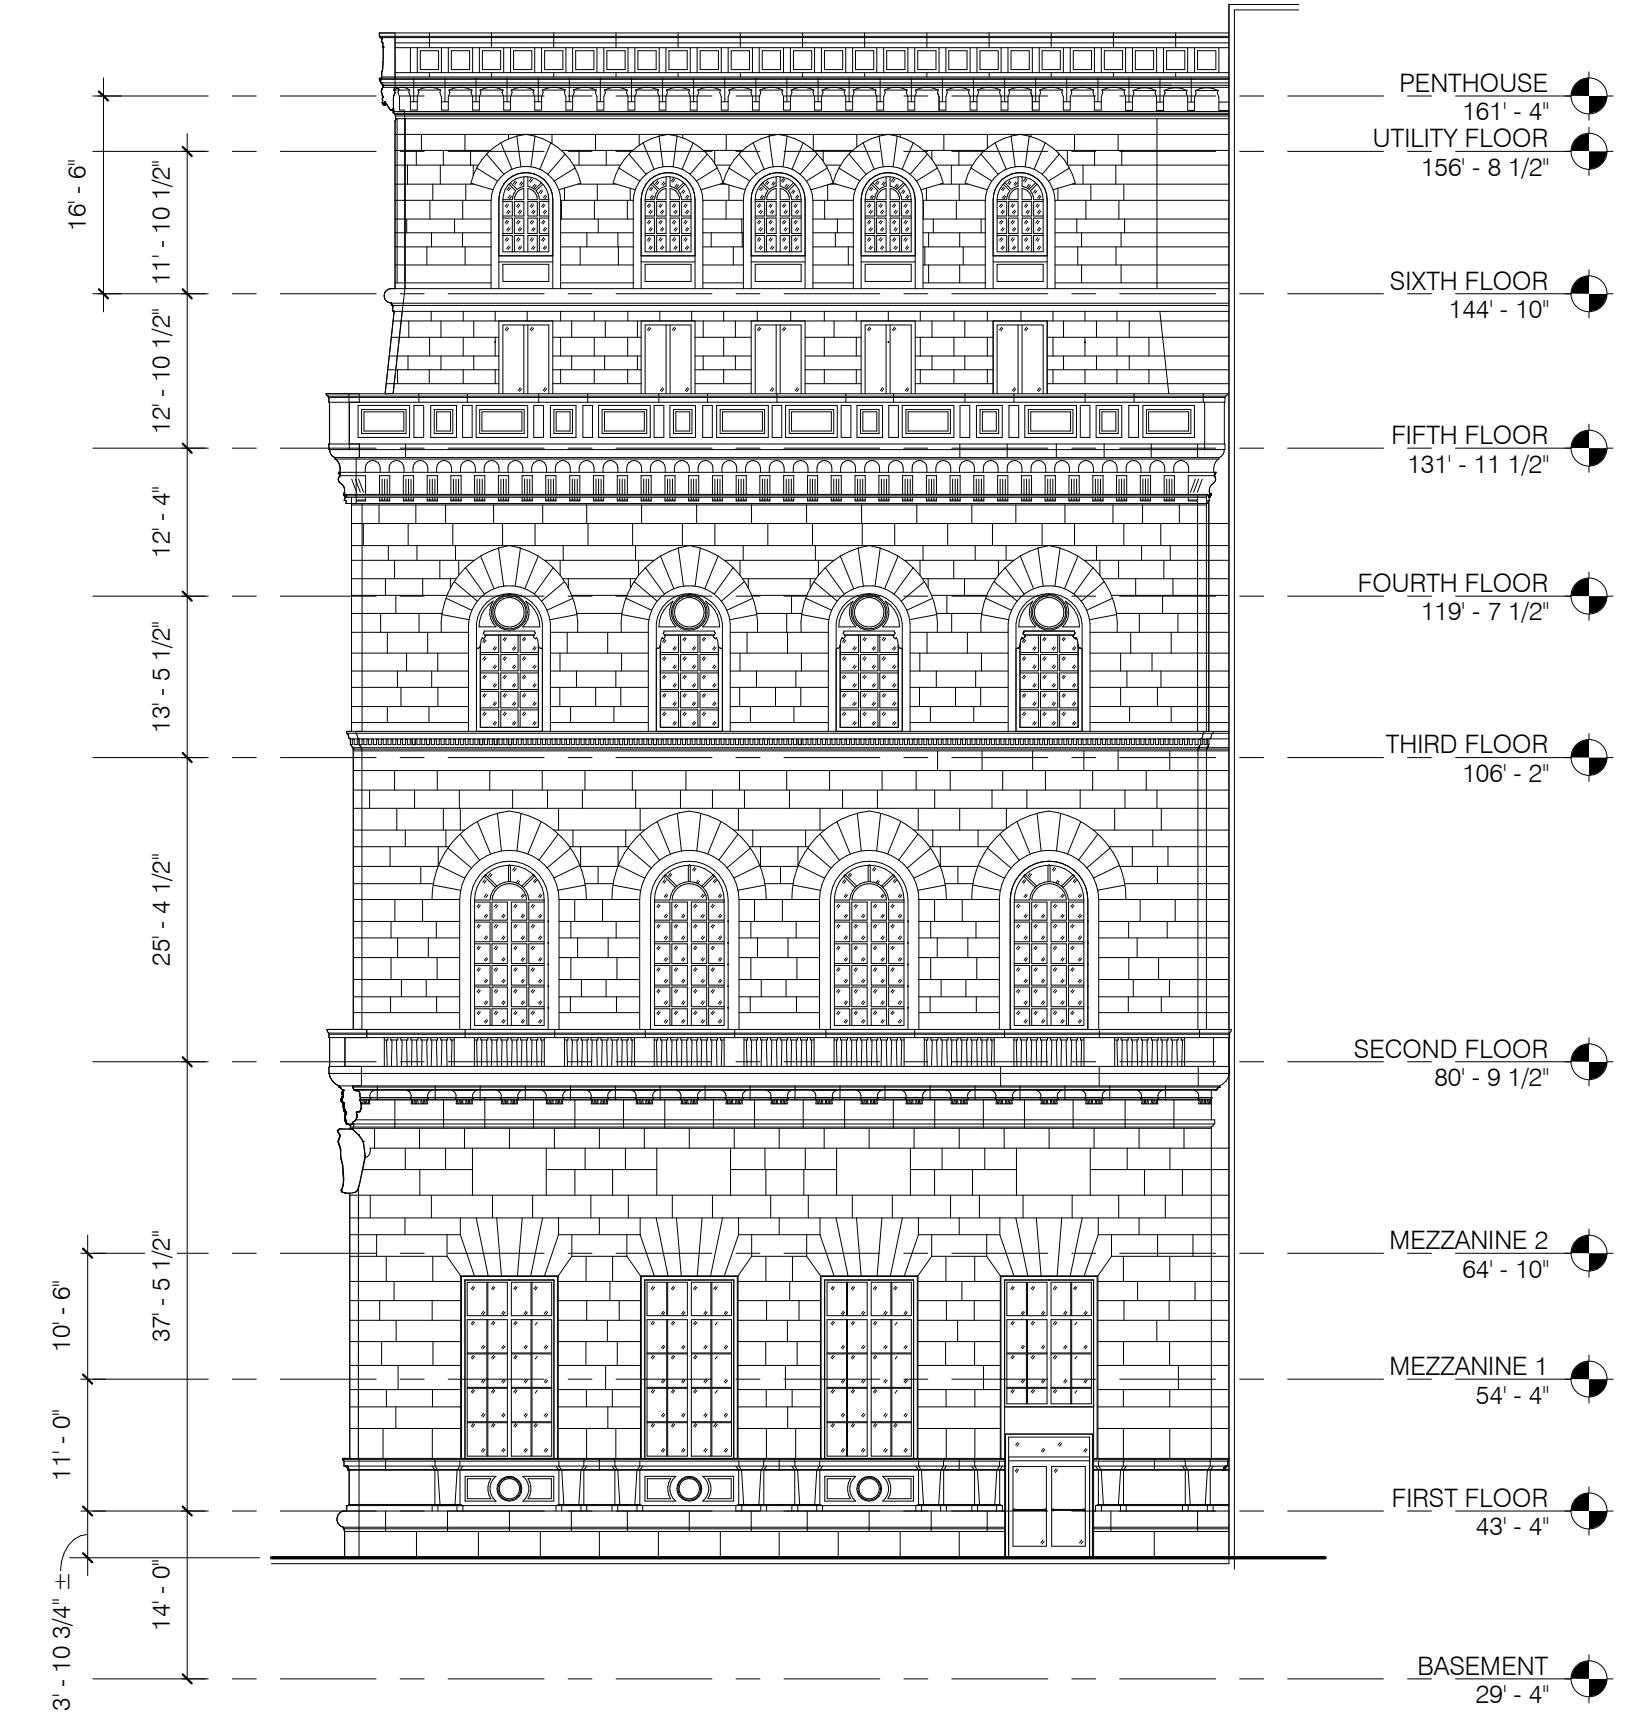 PENTHOUSE
161' - 4"
UTILITY FLOOR
156' - 8 1/2"
16' - 6"
11' - 10 1/2"
SIXTH FLOOR
144' - 10"
12' - 10 1/2"
FIFTH FLOOR
131' - 11 1/2"
12' - 4"
FOURTH FLOOR
119' - 7 1/2"
13' - 5 1/2"
THIRD FLOOR
106' - 2"
25' - 4 1/2"
SECOND FLOOR
80' - 9 1/2"
37' - 5 1/2"
MEZZANINE 2
64' - 10"
10' - 6"
MEZZANINE 1
54' - 4"
11' - 0"
FIRST FLOOR
43' - 4"
3' - 10 3/4" ±
14' - 0"
BASEMENT
29' - 4"